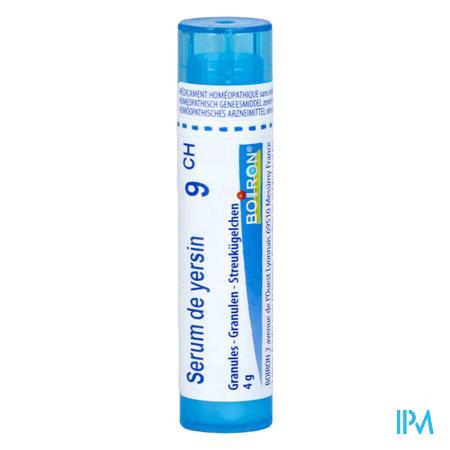 MÉDICAMENT HOMÉOPATHIQUE sans
HOMEOPATHISCH GENEESMIDDEL
HOMÖOPATHISCHES ARZNEIMITTEL
Serum de yersin 9 CH
Granules - Granulen - Streukügelchen
4 g
BOIRON®
BOIRON 2 avenue de l'Ouest Lyonnais 69510 Messimy France
IPM